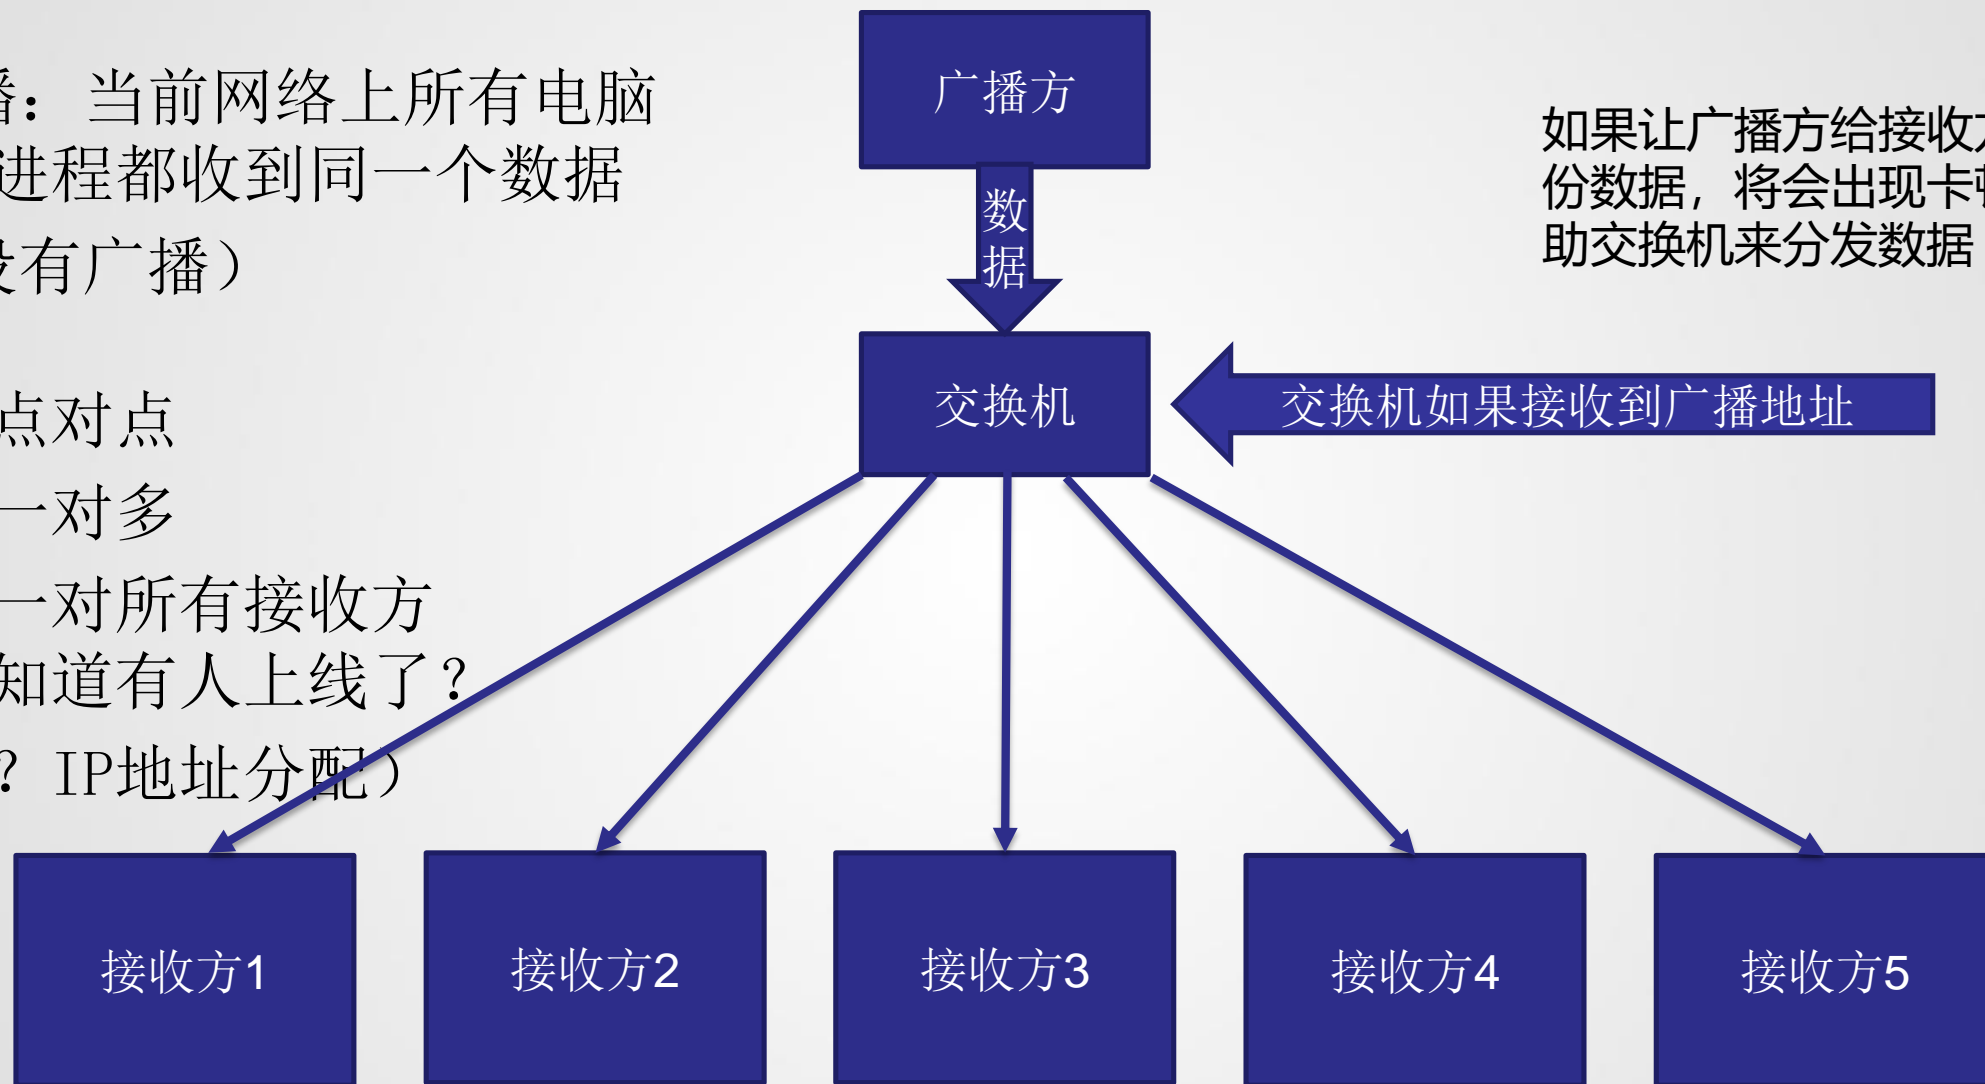 播：当前网络上所有电脑
进程都收到同一个数据
没有广播）
点对点
一对多
一对所有接收方
知道有人上线了？
？IP地址分配）
广播方
数
据
交换机
如果让广播方给接收方
份数据，将会出现卡顿
助交换机来分发数据
交换机如果接收到广播地址
接收方1
接收方2
接收方3
接收方4
接收方5